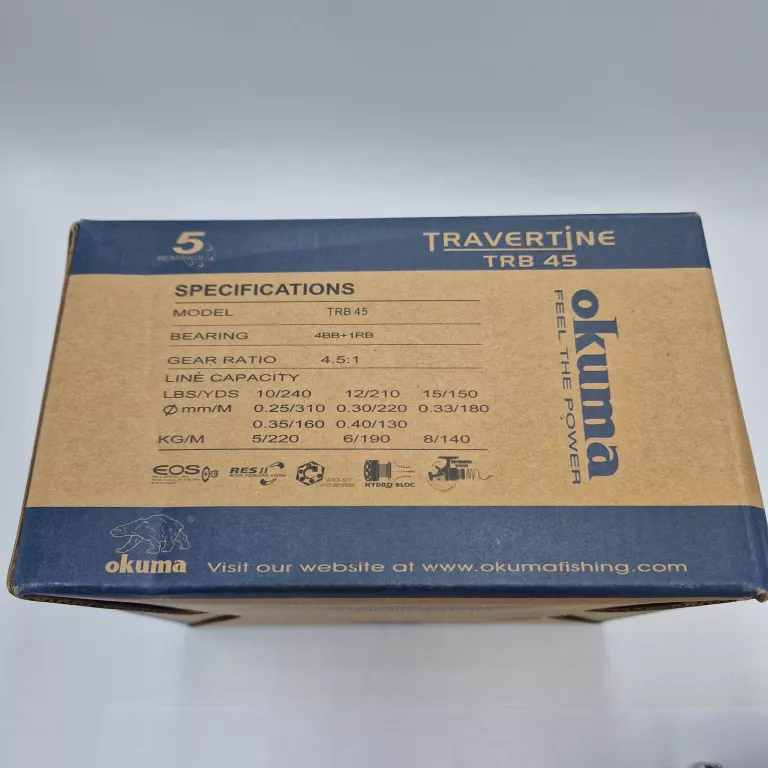 5
BEARINGS
TRAVERTINE
TRB 45
SPECIFICATIONS
MODEL TRB 45
BEARING 4BB+1RB
GEAR RATIO 4.5:1
LINE CAPACITY
LBS/YDS 10/240 12/210 15/150
Ø mm/M 0.25/310 0.30/220 0.33/180
0.35/160 0.40/130
KG/M 5/220 6/190 8/140
okuma
FEEL THE POWER
EOS
RES II
HYDRO BLOC
okuma ®
Visit our website at www.okumafishing.com